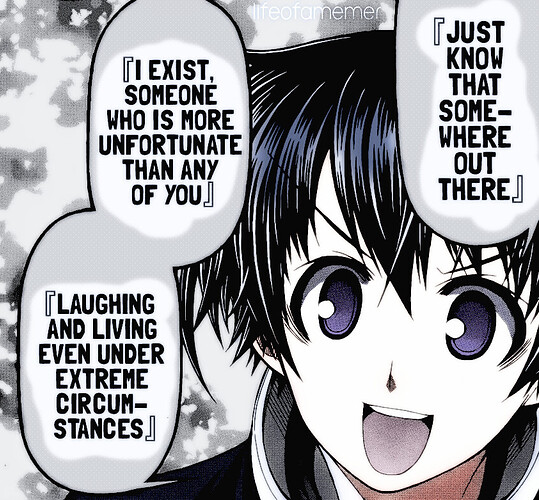 lifeofamemer
『JUST
KNOW
THAT
SOME-
WHERE
OUT
THERE』
『I EXIST,
SOMEONE
WHO IS MORE
UNFORTUNATE
THAN ANY
OF YOU』
『LAUGHING
AND LIVING
EVEN UNDER
EXTREME
CIRCUM-
STANCES』